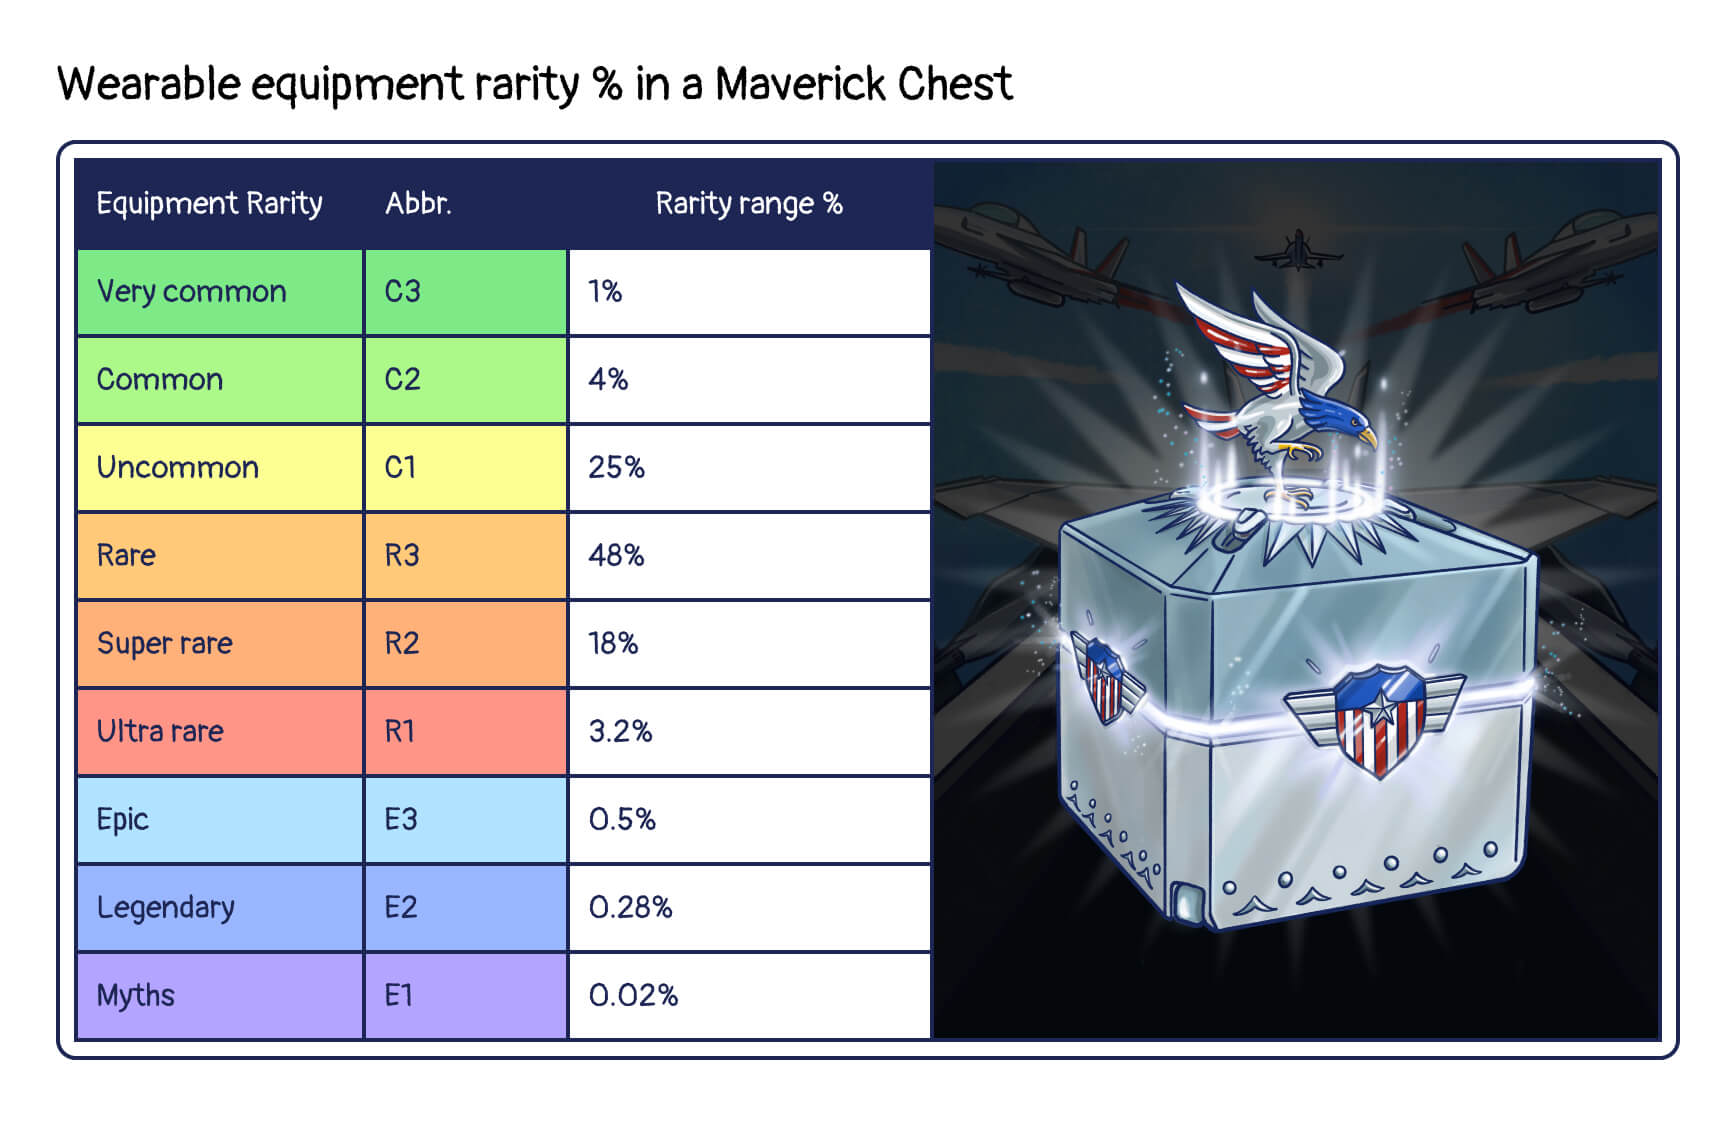 Wearable equipment rarity % in a Maverick Chest
Equipment Rarity Abbr. Rarity range %
Very common C3 1%
Common C2 4%
Uncommon C1 25%
Rare R3 48%
Super rare R2 18%
Ultra rare R1 3.2%
Epic E3 0.5%
Legendary E2 0.28%
Myths E1 0.02%